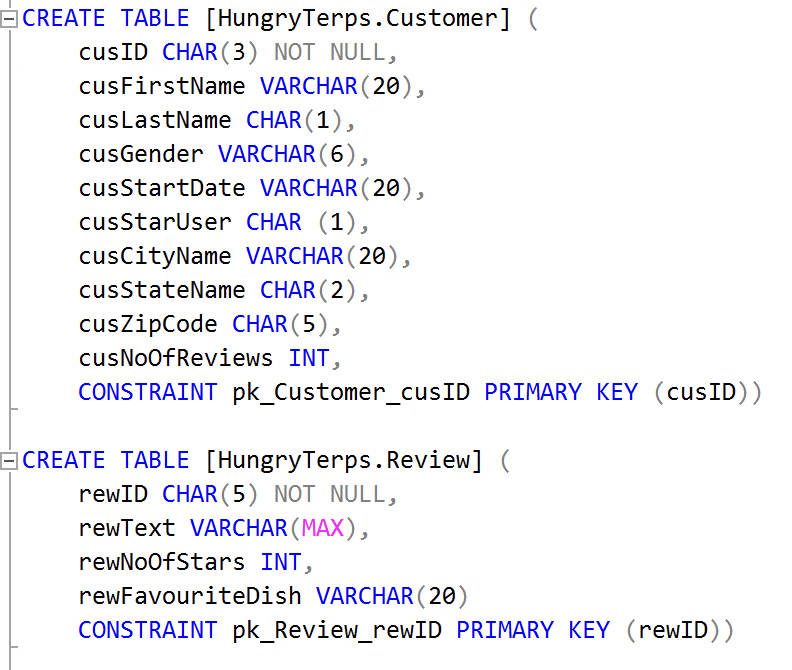 CREATE TABLE [HungryTerps.Customer] (
cusID CHAR(3) NOT NULL,
cusFirstName VARCHAR(20),
cusLastName CHAR(1),
cusGender VARCHAR(6),
cusStartDate VARCHAR(20),
cusStarUser CHAR (1),
cusCityName VARCHAR(20),
cusStateName CHAR(2),
cusZipCode CHAR(5),
cusNoOfReviews INT,
CONSTRAINT pk_Customer_cusID PRIMARY KEY (cusID))
CREATE TABLE [HungryTerps.Review] (
rewID CHAR(5) NOT NULL,
rewText VARCHAR(MAX),
rewNoOfStars INT,
rewFavouriteDish VARCHAR(20)
CONSTRAINT pk_Review_rewID PRIMARY KEY (rewID))